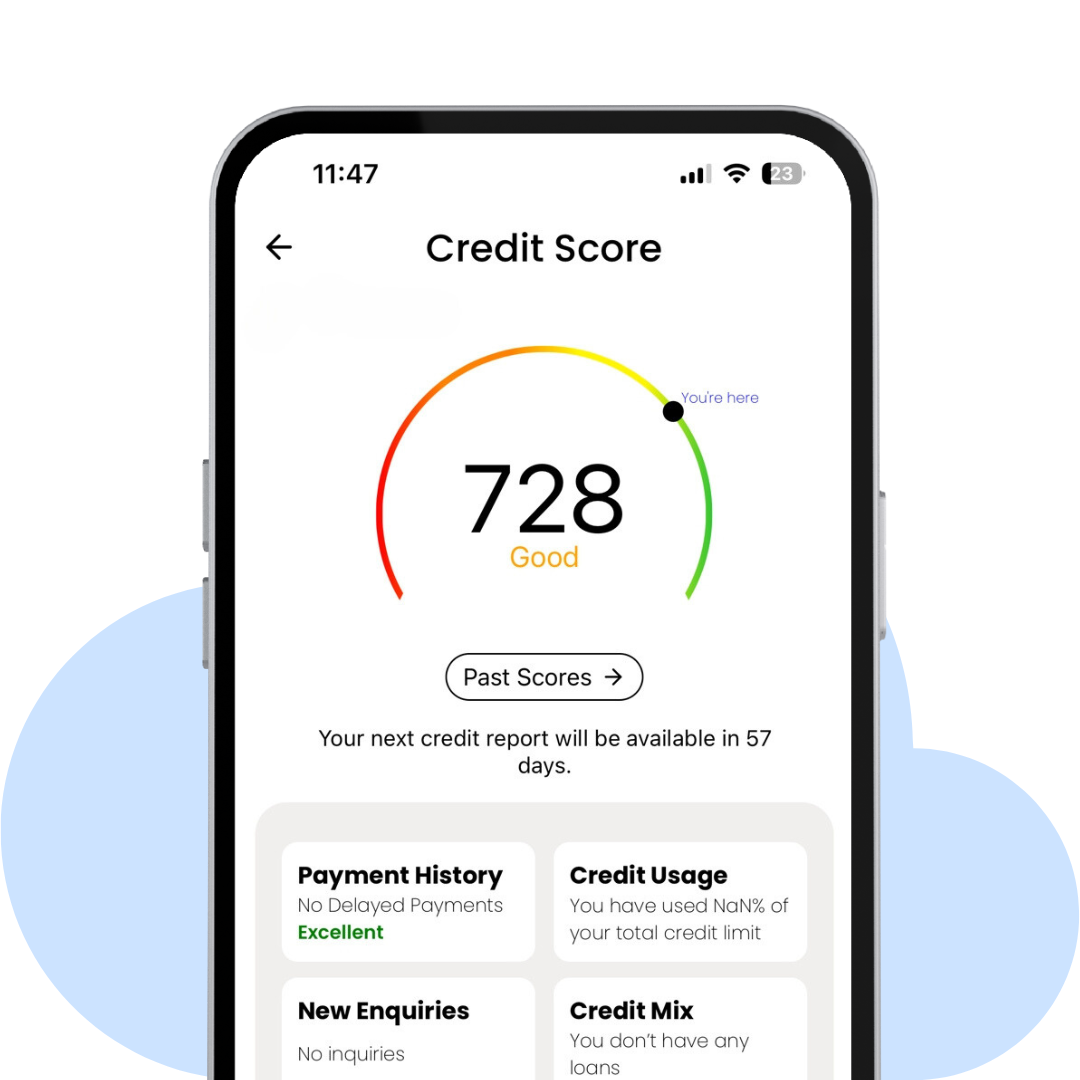 11:47
23
Credit Score
You're here
728
Good
Past Scores →
Your next credit report will be available in 57
days.
Payment History
No Delayed Payments
Excellent
Credit Usage
You have used NaN% of
your total credit limit
New Enquiries
No inquiries
Credit Mix
You don't have any
loans